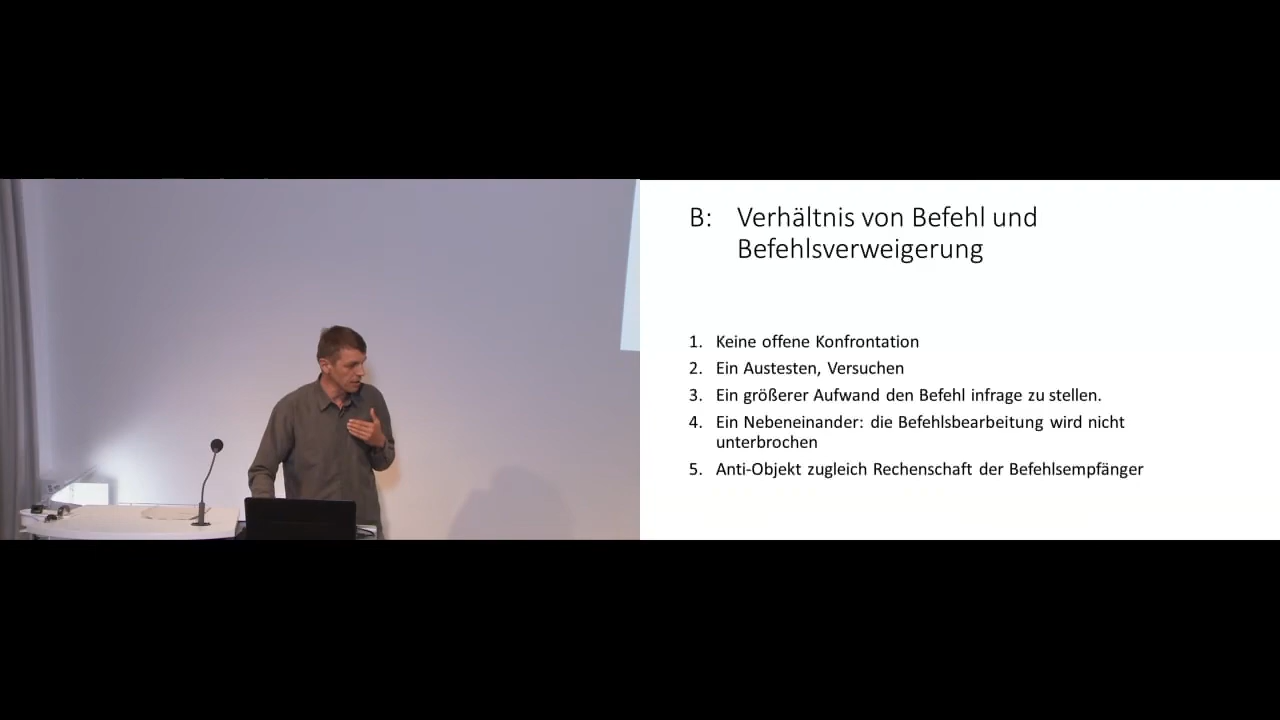 B: Verhältnis von Befehl und
Befehlsverweigerung
1. Keine offene Konfrontation
2. Ein Austesten, Versuchen
3. Ein größerer Aufwand den Befehl infrage zu stellen.
4. Ein Nebeneinander: die Befehlsbearbeitung wird nicht
unterbrochen
5. Anti-Objekt zugleich Rechenschaft der Befehlsempfänger